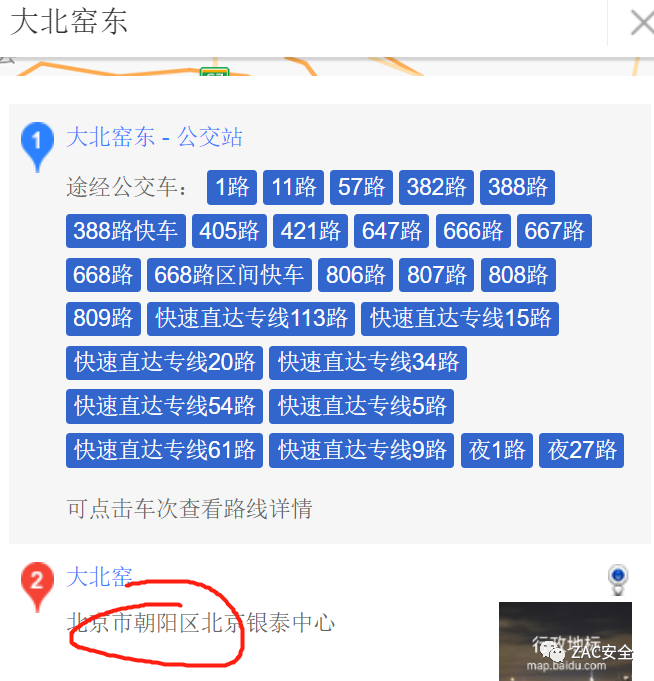 大北窑东
1
大北窑东 - 公交站
途经公交车： 1路 11路 57路 382路 388路
388路快车 405路 421路 647路 666路 667路
668路 668路区间快车 806路 807路 808路
809路 快速直达专线113路 快速直达专线15路
快速直达专线20路 快速直达专线34路
快速直达专线54路 快速直达专线5路
快速直达专线61路 快速直达专线9路 夜1路 夜27路
可点击车次查看路线详情
2
大北窑
北京市朝阳区北京银泰中心
行政地标
ZAC安全
map.baidu.com